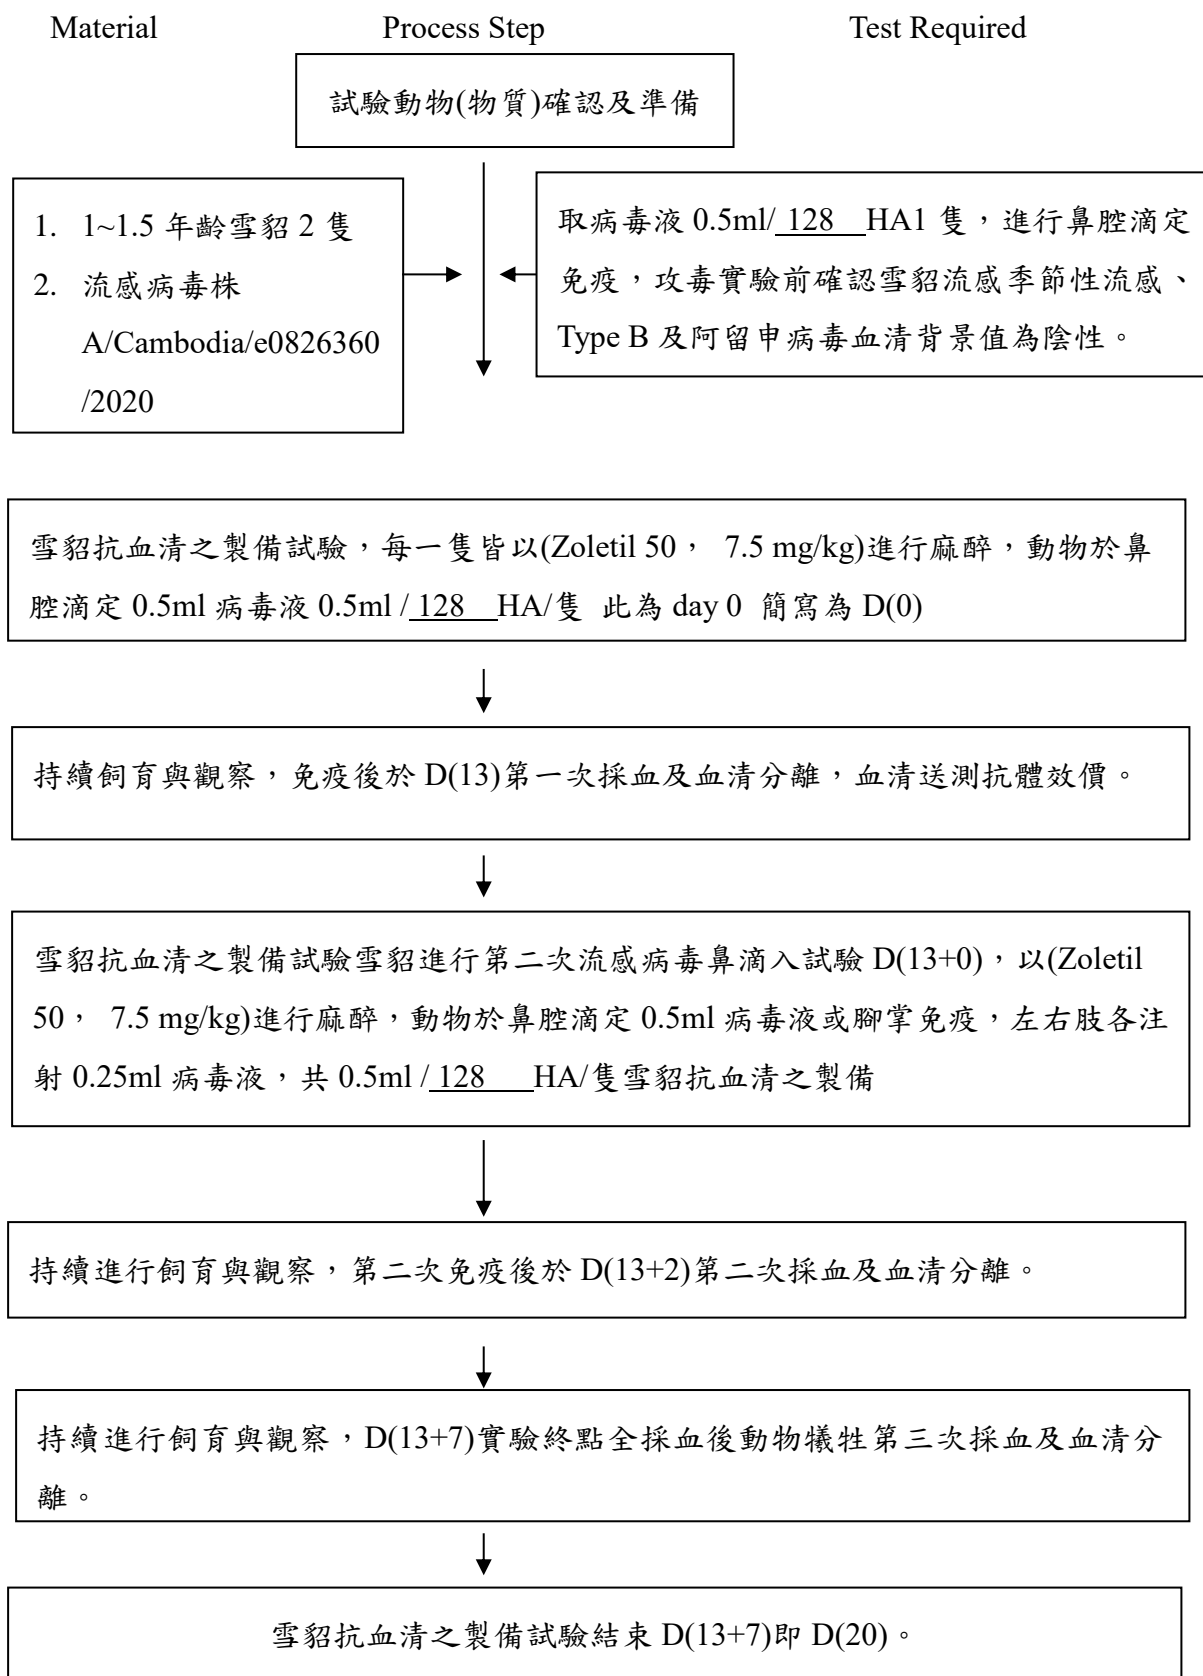 Material Process Step Test Required
試驗動物(物質)確認及準備
1. 1~1.5 年齡雪貂 2 隻
2. 流感病毒株
A/Cambodia/e0826360
/2020
取病毒液 0.5ml/ 128 HA1 隻，進行鼻腔滴定
免疫，攻毒實驗前確認雪貂流感季節性流感、
Type B 及阿留申病毒血清背景值為陰性。
雪貂抗血清之製備試驗，每一隻皆以(Zoletil 50， 7.5 mg/kg)進行麻醉，動物於鼻
腔滴定 0.5ml 病毒液 0.5ml / 128 HA/隻 此為 day 0 簡寫為 D(0)
持續飼育與觀察，免疫後於 D(13)第一次採血及血清分離，血清送測抗體效價。
雪貂抗血清之製備試驗雪貂進行第二次流感病毒鼻滴入試驗 D(13+0)，以(Zoletil
50， 7.5 mg/kg)進行麻醉，動物於鼻腔滴定 0.5ml 病毒液或腳掌免疫，左右肢各注
射 0.25ml 病毒液，共 0.5ml / 128 HA/隻雪貂抗血清之製備
持續進行飼育與觀察，第二次免疫後於 D(13+2)第二次採血及血清分離。
持續進行飼育與觀察，D(13+7)實驗終點全採血後動物犧牲第三次採血及血清分
離。
雪貂抗血清之製備試驗結束 D(13+7)即 D(20)。